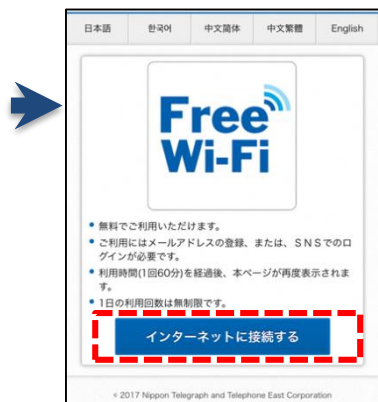 日本語 한국어 中文简体 中文繁體 English
Free
Wi-Fi
• 無料でご利用いただけます。
• ご利用にはメールアドレスの登録、または、SNSでのロ
グインが必要です。
• 利用時間(1回60分)を経過後、本ページが再度表示されま
す。
• 1日の利用回数は無制限です。
インターネットに接続する
© 2017 Nippon Telegraph and Telephone East Corporation